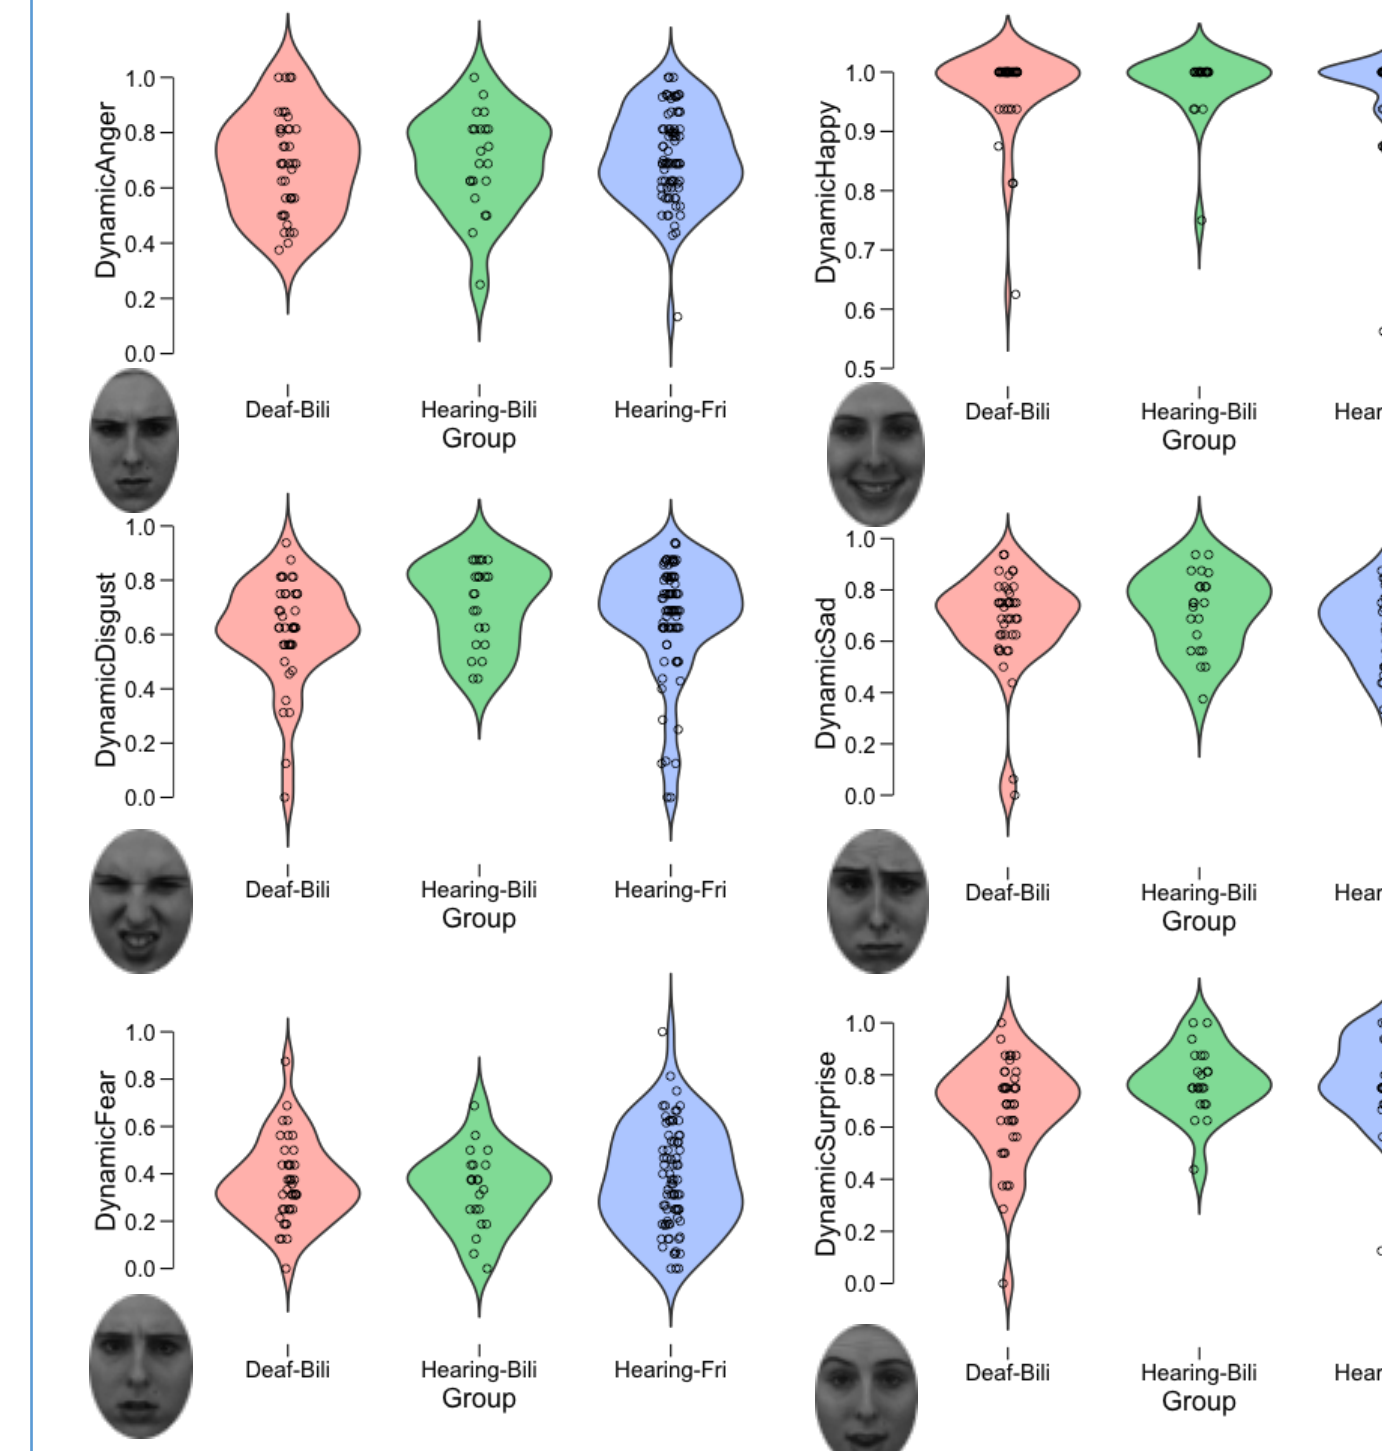 DynamicAnger
1.0
0.8
0.6
0.4
0.2
0.0
Deaf-Bili Hearing-Bili Hearing-Fri
Group
DynamicHappy
1.0
0.9
0.8
0.7
0.6
0.5
Deaf-Bili Hearing-Bili Hear
Group
DynamicDisgust
1.0
0.8
0.6
0.4
0.2
0.0
Deaf-Bili Hearing-Bili Hearing-Fri
Group
DynamicSad
1.0
0.8
0.6
0.4
0.2
0.0
Deaf-Bili Hearing-Bili Hear
Group
DynamicFear
1.0
0.8
0.6
0.4
0.2
0.0
Deaf-Bili Hearing-Bili Hearing-Fri
Group
DynamicSurprise
1.0
0.8
0.6
0.4
0.2
0.0
Deaf-Bili Hearing-Bili Hear
Group